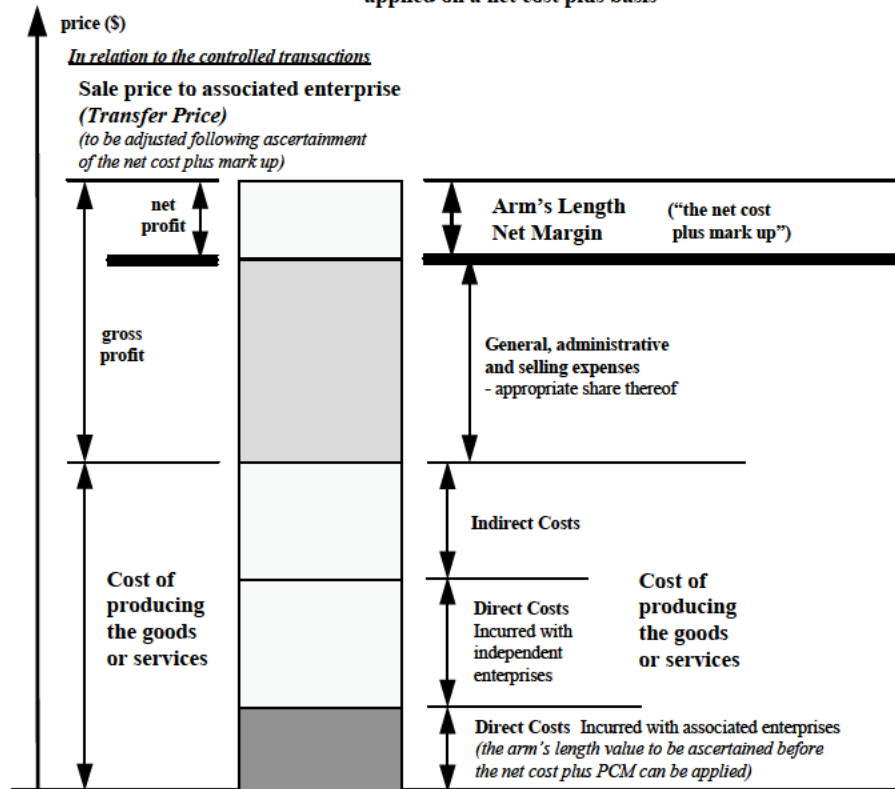 applied on a net cost plus basis
price ($)
In relation to the controlled transactions
Sale price to associated enterprise
(Transfer Price)
(to be adjusted following ascertainment
of the net cost plus mark up)
net
profit
Arm's Length
Net Margin
("the net cost
plus mark up")
gross
profit
General, administrative
and selling expenses
- appropriate share thereof
Indirect Costs
Cost of
producing
the goods
or services
Direct Costs
Incurred with
independent
enterprises
Cost of
producing
the goods
or services
Direct Costs Incurred with associated enterprises
(the arm's length value to be ascertained before
the net cost plus PCM can be applied)